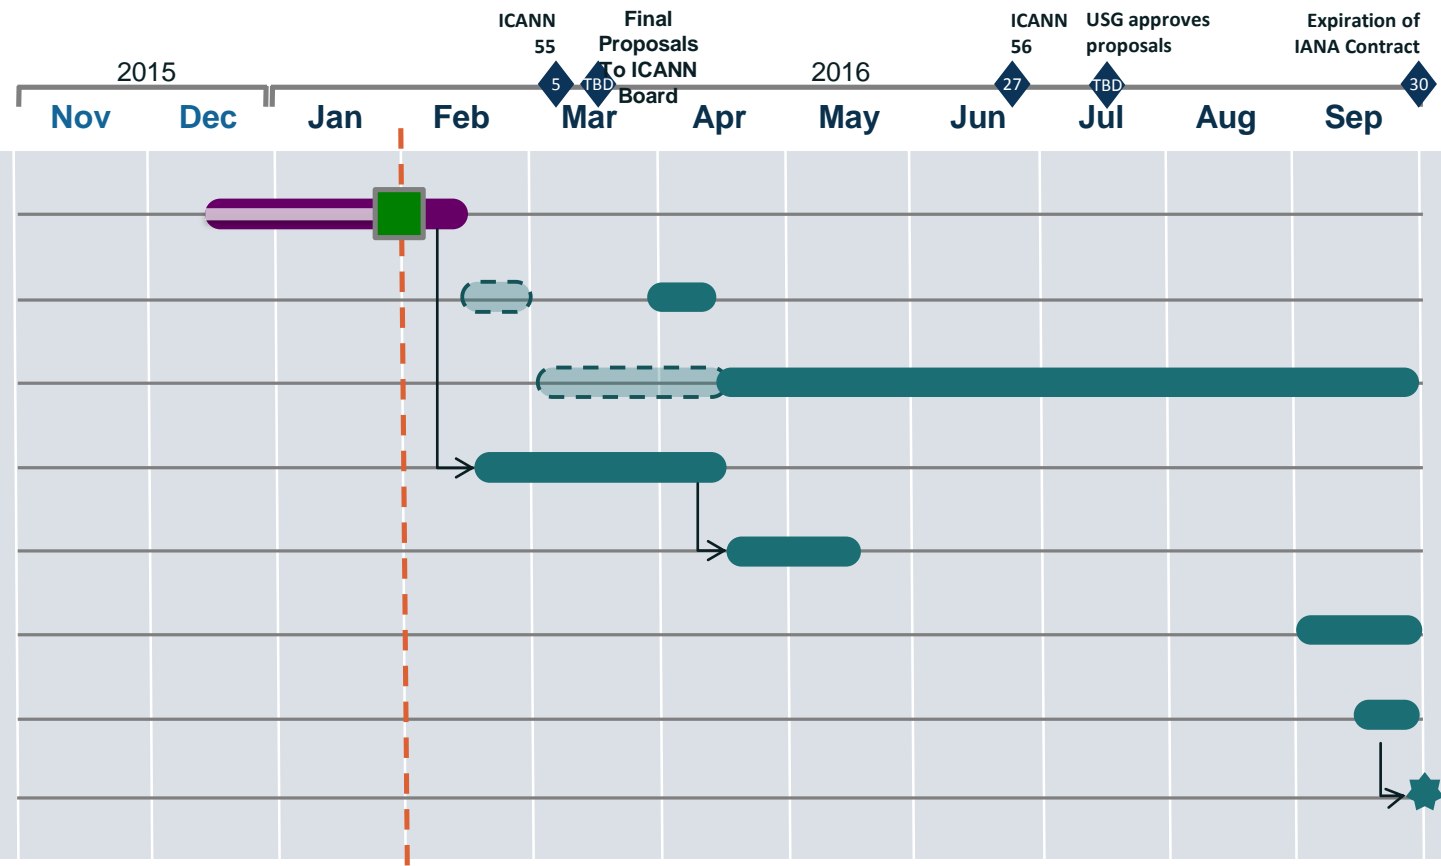 ICANN
55
Final
Proposals
To ICANN
Board
ICANN
56
USG approves
proposals
Expiration of
IANA Contract
2015
2016
5
TBD
27
TBD
30
Nov
Dec
Jan
Feb
Mar
Apr
May
Jun
Jul
Aug
Sep